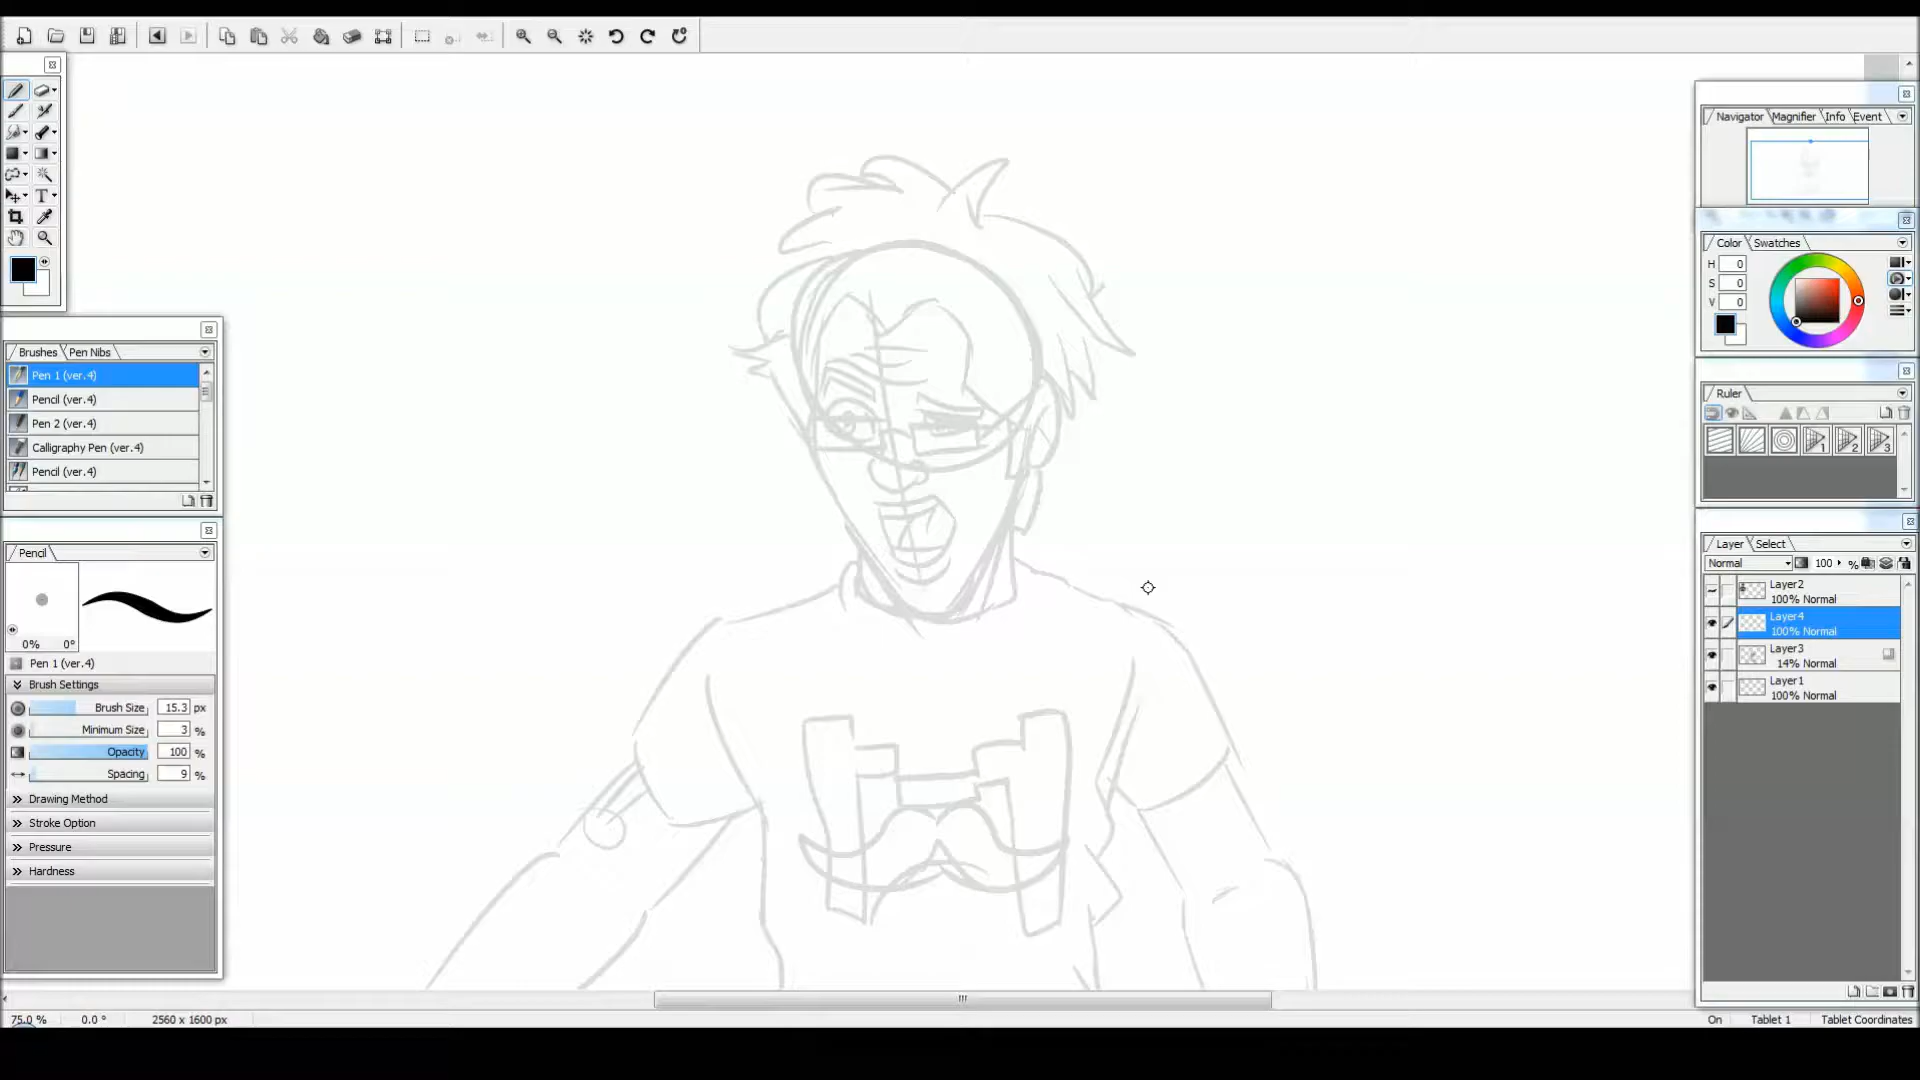 Navigator Magnifier Info Event
Color Swatches
H 0
S 0
V 0
Brushes Pen Nibs
Pen 1 (ver.4)
Pencil (ver.4)
Pen 2 (ver.4)
Calligraphy Pen (ver.4)
Pencil (ver.4)
Ruler
1 2 3
Pencil
0% 0°
Pen 1 (ver.4)
Brush Settings
Brush Size 15.3 px
Minimum Size 3 %
Opacity 100 %
Spacing 9 %
Drawing Method
Stroke Option
Pressure
Hardness
Layer Select
Normal 100 %
Layer2
100% Normal
Layer4
100% Normal
Layer3
14% Normal
Layer1
100% Normal
75.0 % 0.0 ° 2560 x 1600 px
On Tablet 1 Tablet Coordinates